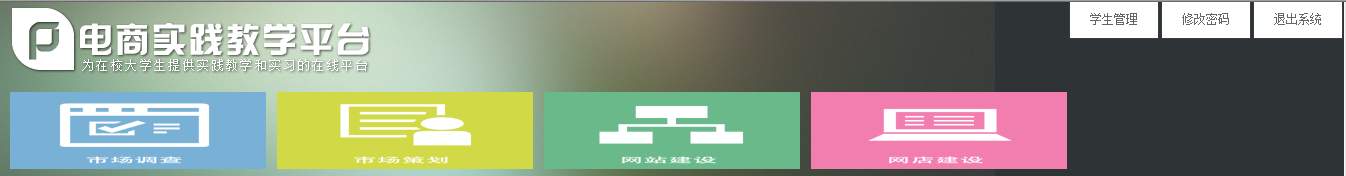 电商实践教学平台
为在校大学生提供实践教学和实习的在线平台
学生管理
修改密码
退出系统
市场调查
市场策划
网站建设
网店建设